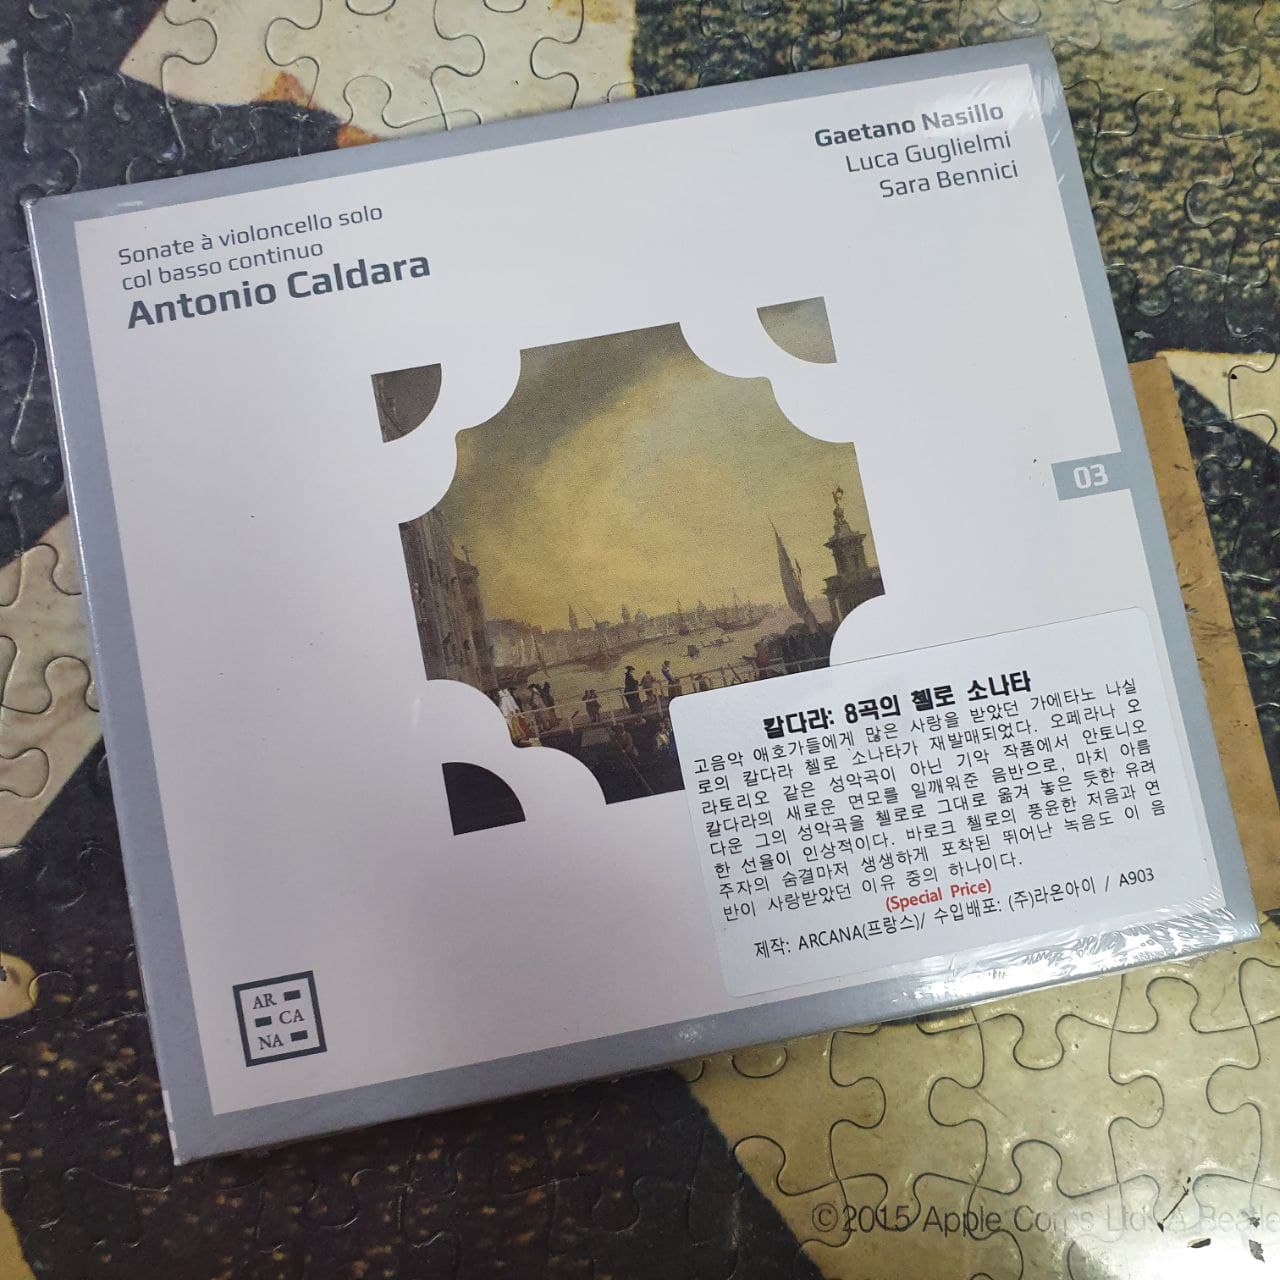 Gaetano Nasillo
Luca Guglielmi
Sara Bennici
Sonate à violoncello solo
col basso continuo
Antonio Caldara
03
칼다라: 8곡의 첼로 소나타
고음악 애호가들에게 많은 사랑을 받았던 가에타노 나실
로의 칼다라 첼로 소나타가 재발매되었다. 오페라나 오
라토리오 같은 성악곡이 아닌 기악 작품에서 안토니오
칼다라의 새로운 면모를 일깨워준 음반으로, 마치 아름
다운 그의 성악곡을 첼로로 그대로 옮겨 놓은 듯한 유려
한 선율이 인상적이다. 바로크 첼로의 풍윤한 저음과 연
주자의 숨결마저 생생하게 포착된 뛰어난 녹음도 이 음
반이 사랑받았던 이유 중의 하나이다.
(Special Price)
제작: ARCANA(프랑스)/ 수입배포: (주)라온아이 / A903
AR
CA
NA
©2015 Apple Corps Ltd. A Beatle